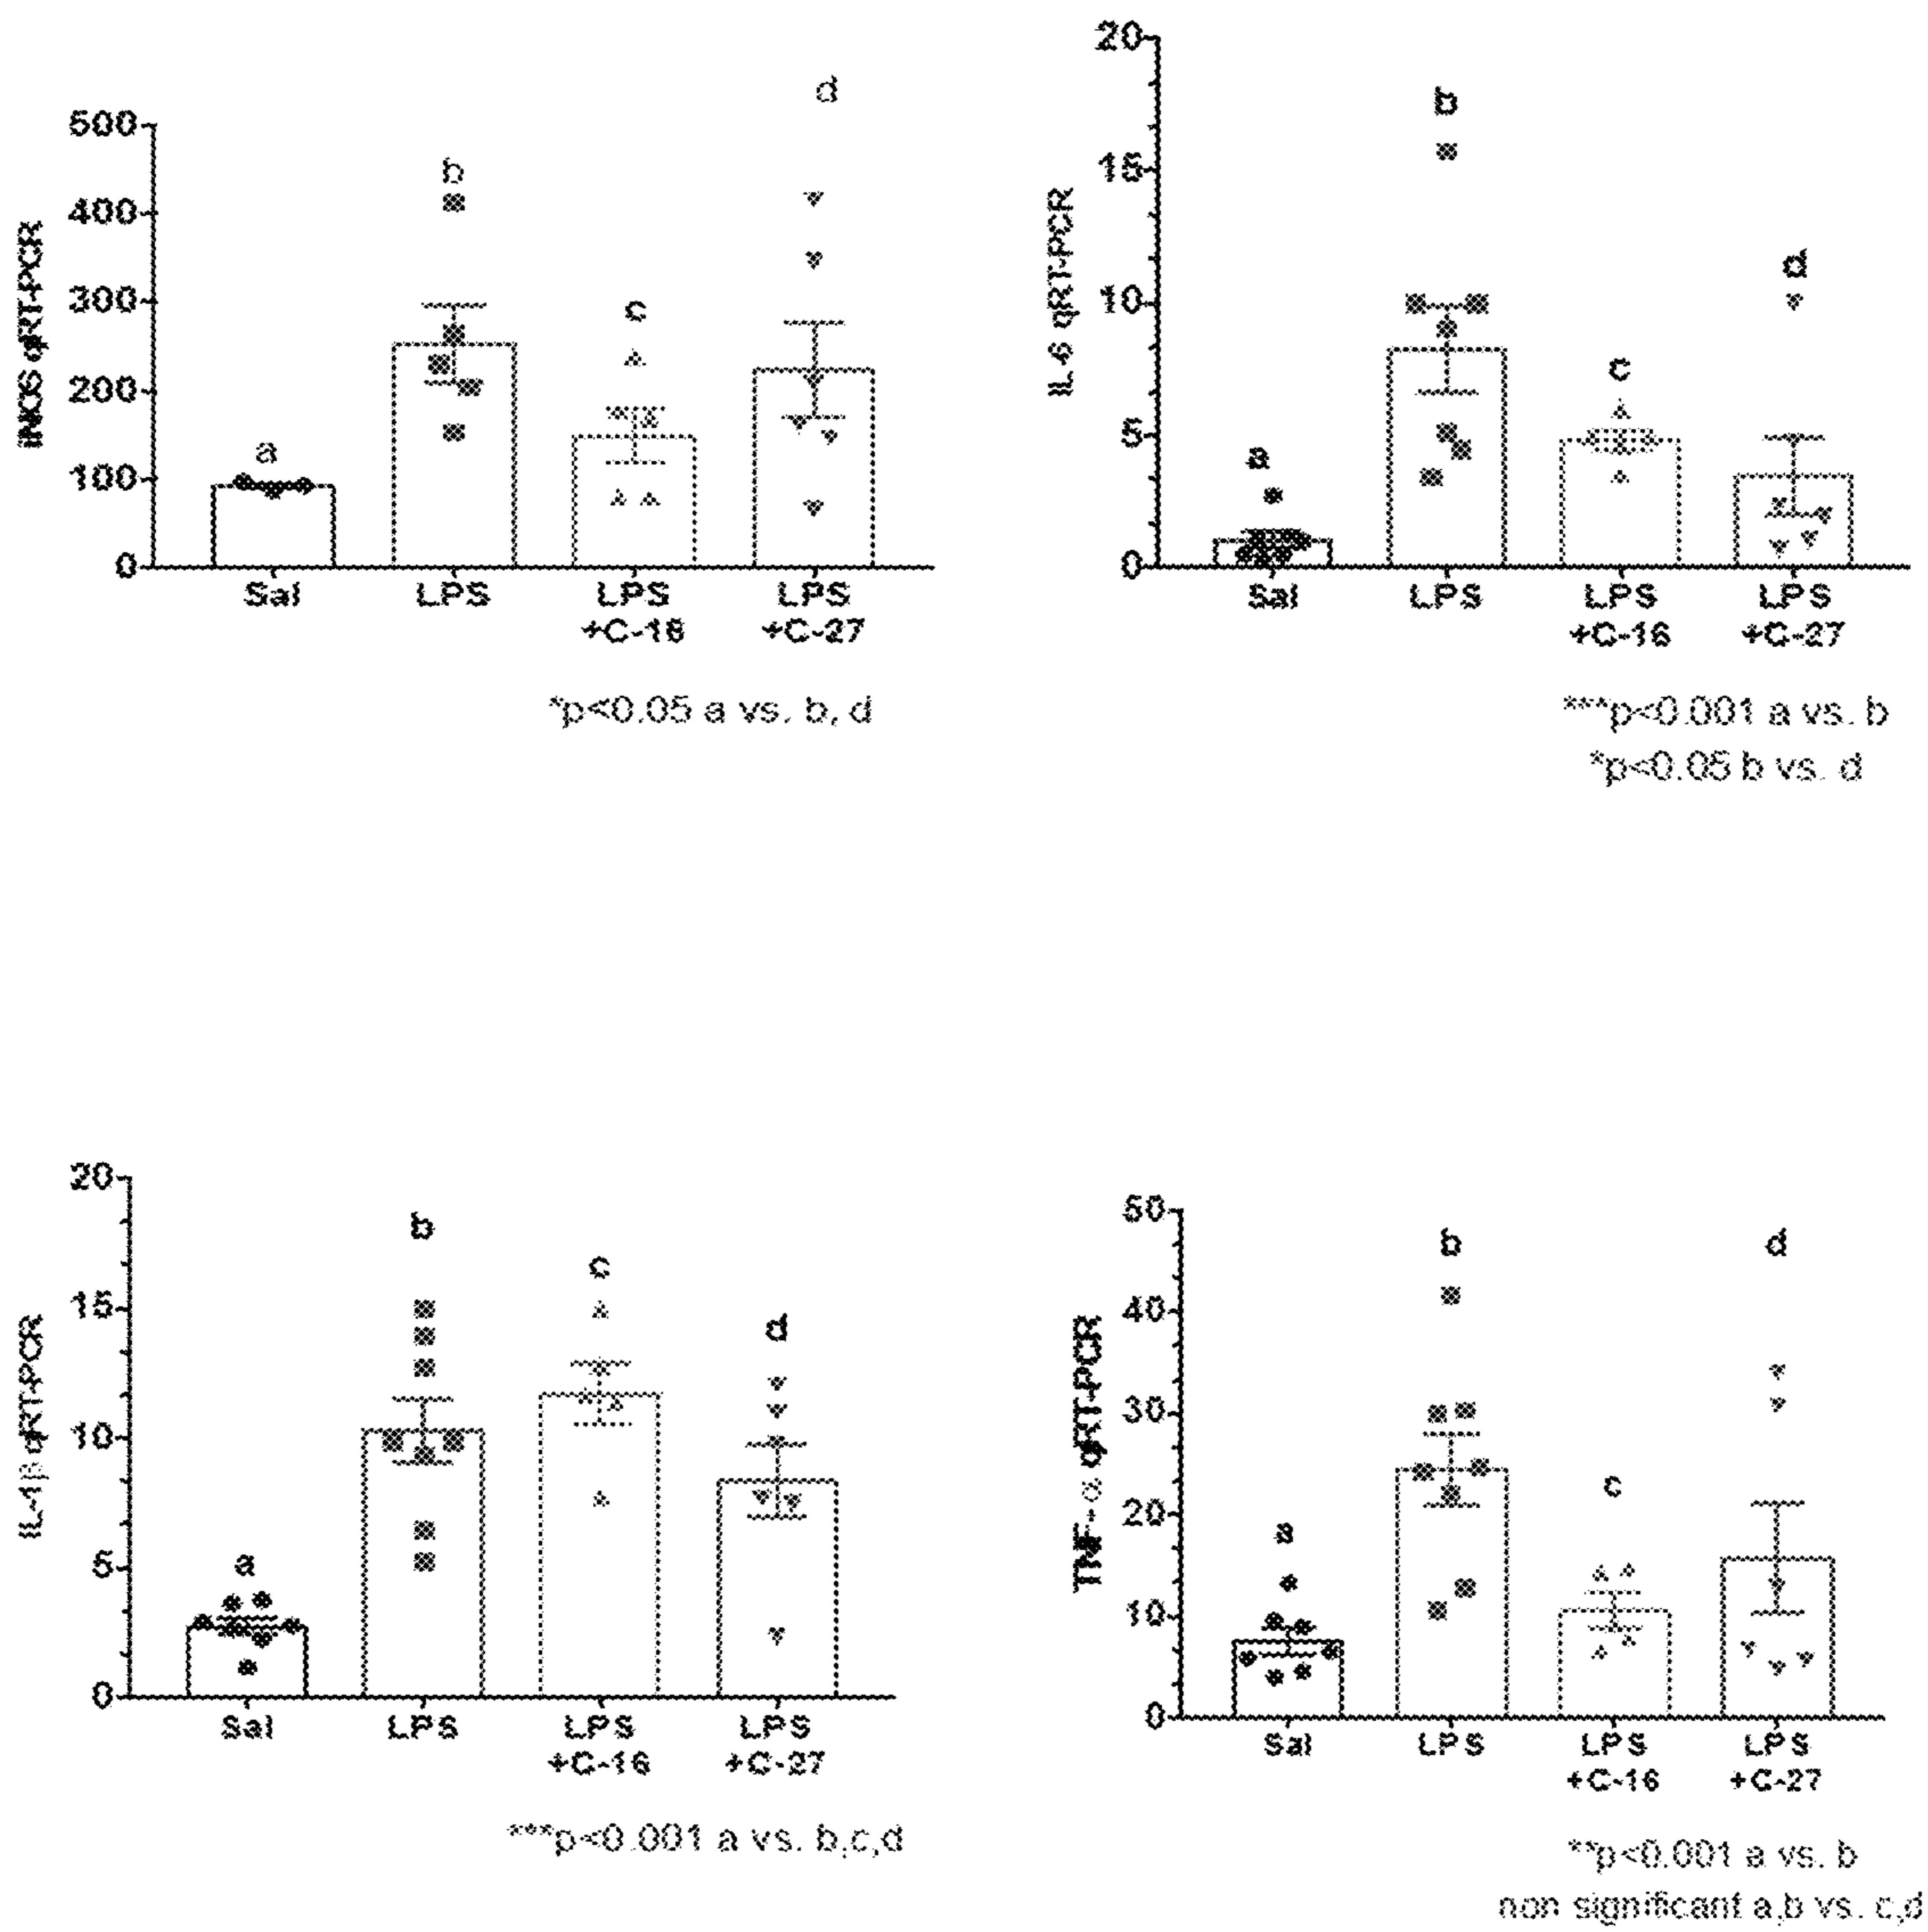 iNOS qRT-PCR
500
400
300
200
100
0
a
b
c
d
Sal
LPS
LPS
+C-16
LPS
+C-27
*p<0.05 a vs. b, d
IL-6 qRT-PCR
20
15
10
5
0
a
b
c
d
Sal
LPS
LPS
+C-16
LPS
+C-27
***p<0.001 a vs. b
*p<0.05 b vs. d
IL-1β qRT-PCR
20
15
10
5
0
a
b
c
d
Sal
LPS
LPS
+C-16
LPS
+C-27
***p<0.001 a vs. b,c,d
TNF-α qRT-PCR
50
40
30
20
10
0
a
b
c
d
Sal
LPS
LPS
+C-16
LPS
+C-27
**p<0.001 a vs. b
non significant a,b vs. c,d